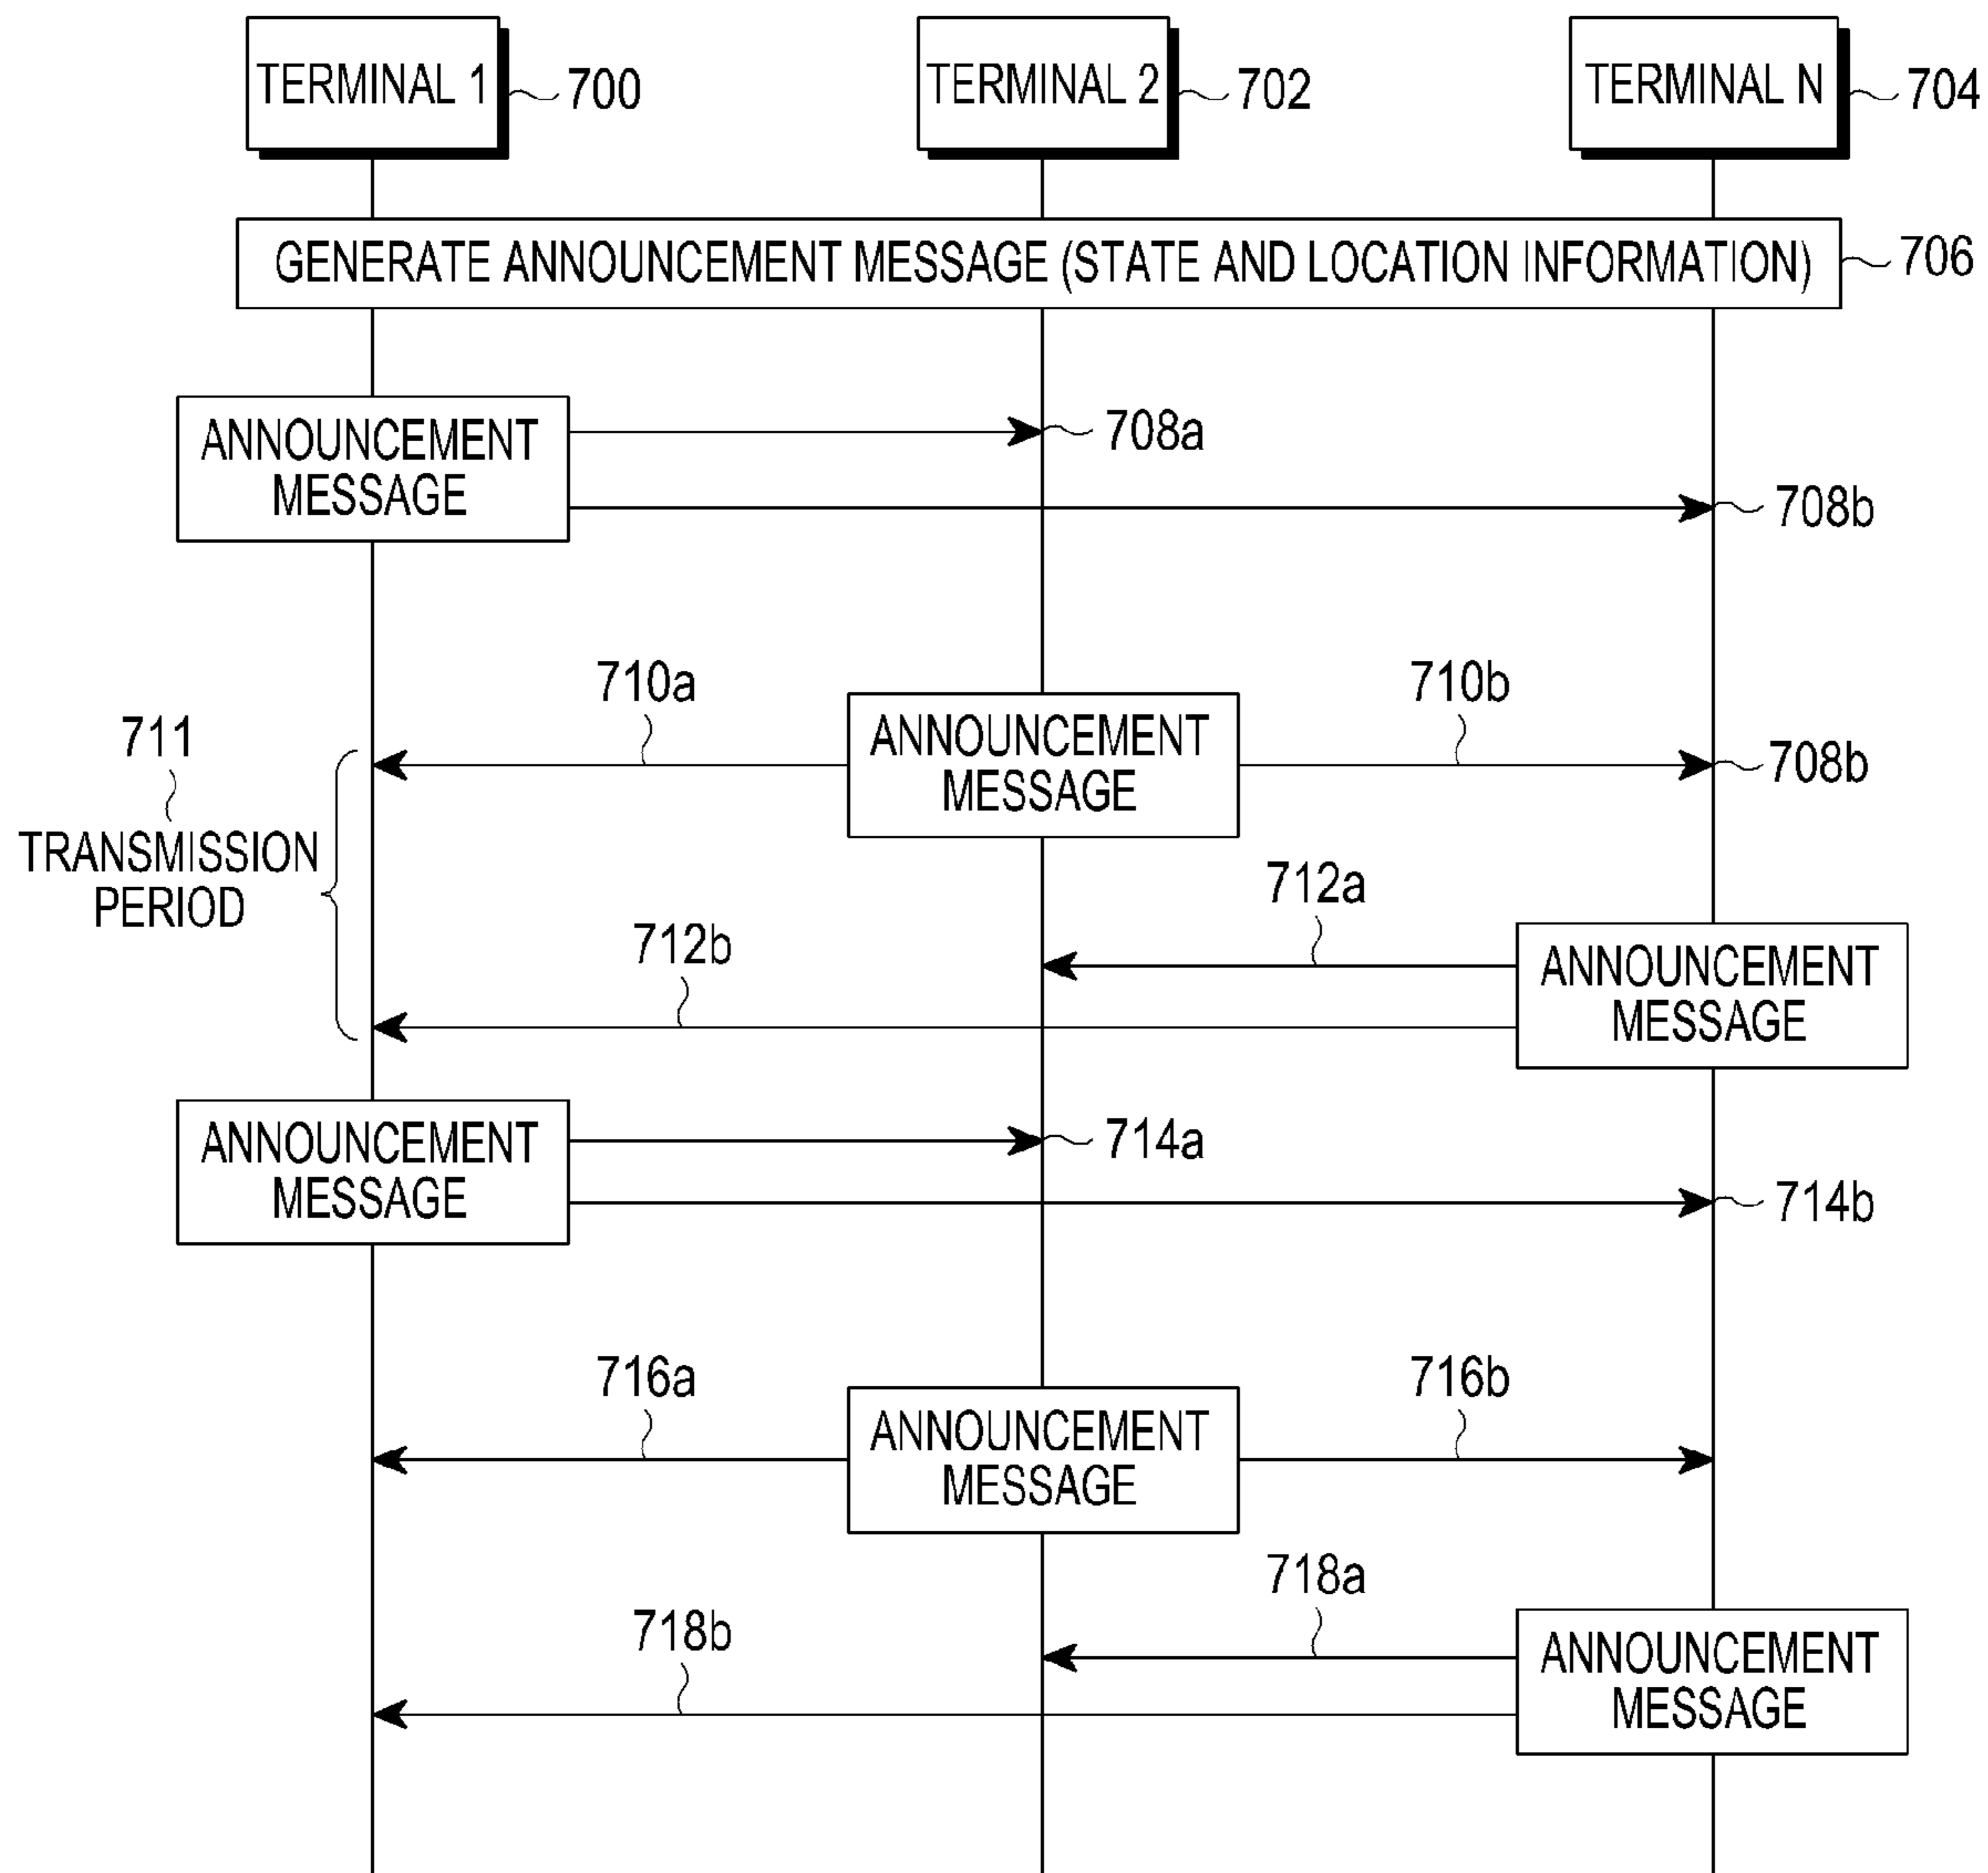 TERMINAL 1
700
TERMINAL 2
702
TERMINAL N
704
GENERATE ANNOUNCEMENT MESSAGE (STATE AND LOCATION INFORMATION)
706
ANNOUNCEMENT
MESSAGE
708a
708b
710a
710b
711
TRANSMISSION
PERIOD
ANNOUNCEMENT
MESSAGE
708b
712a
712b
ANNOUNCEMENT
MESSAGE
ANNOUNCEMENT
MESSAGE
714a
714b
716a
716b
ANNOUNCEMENT
MESSAGE
718a
718b
ANNOUNCEMENT
MESSAGE